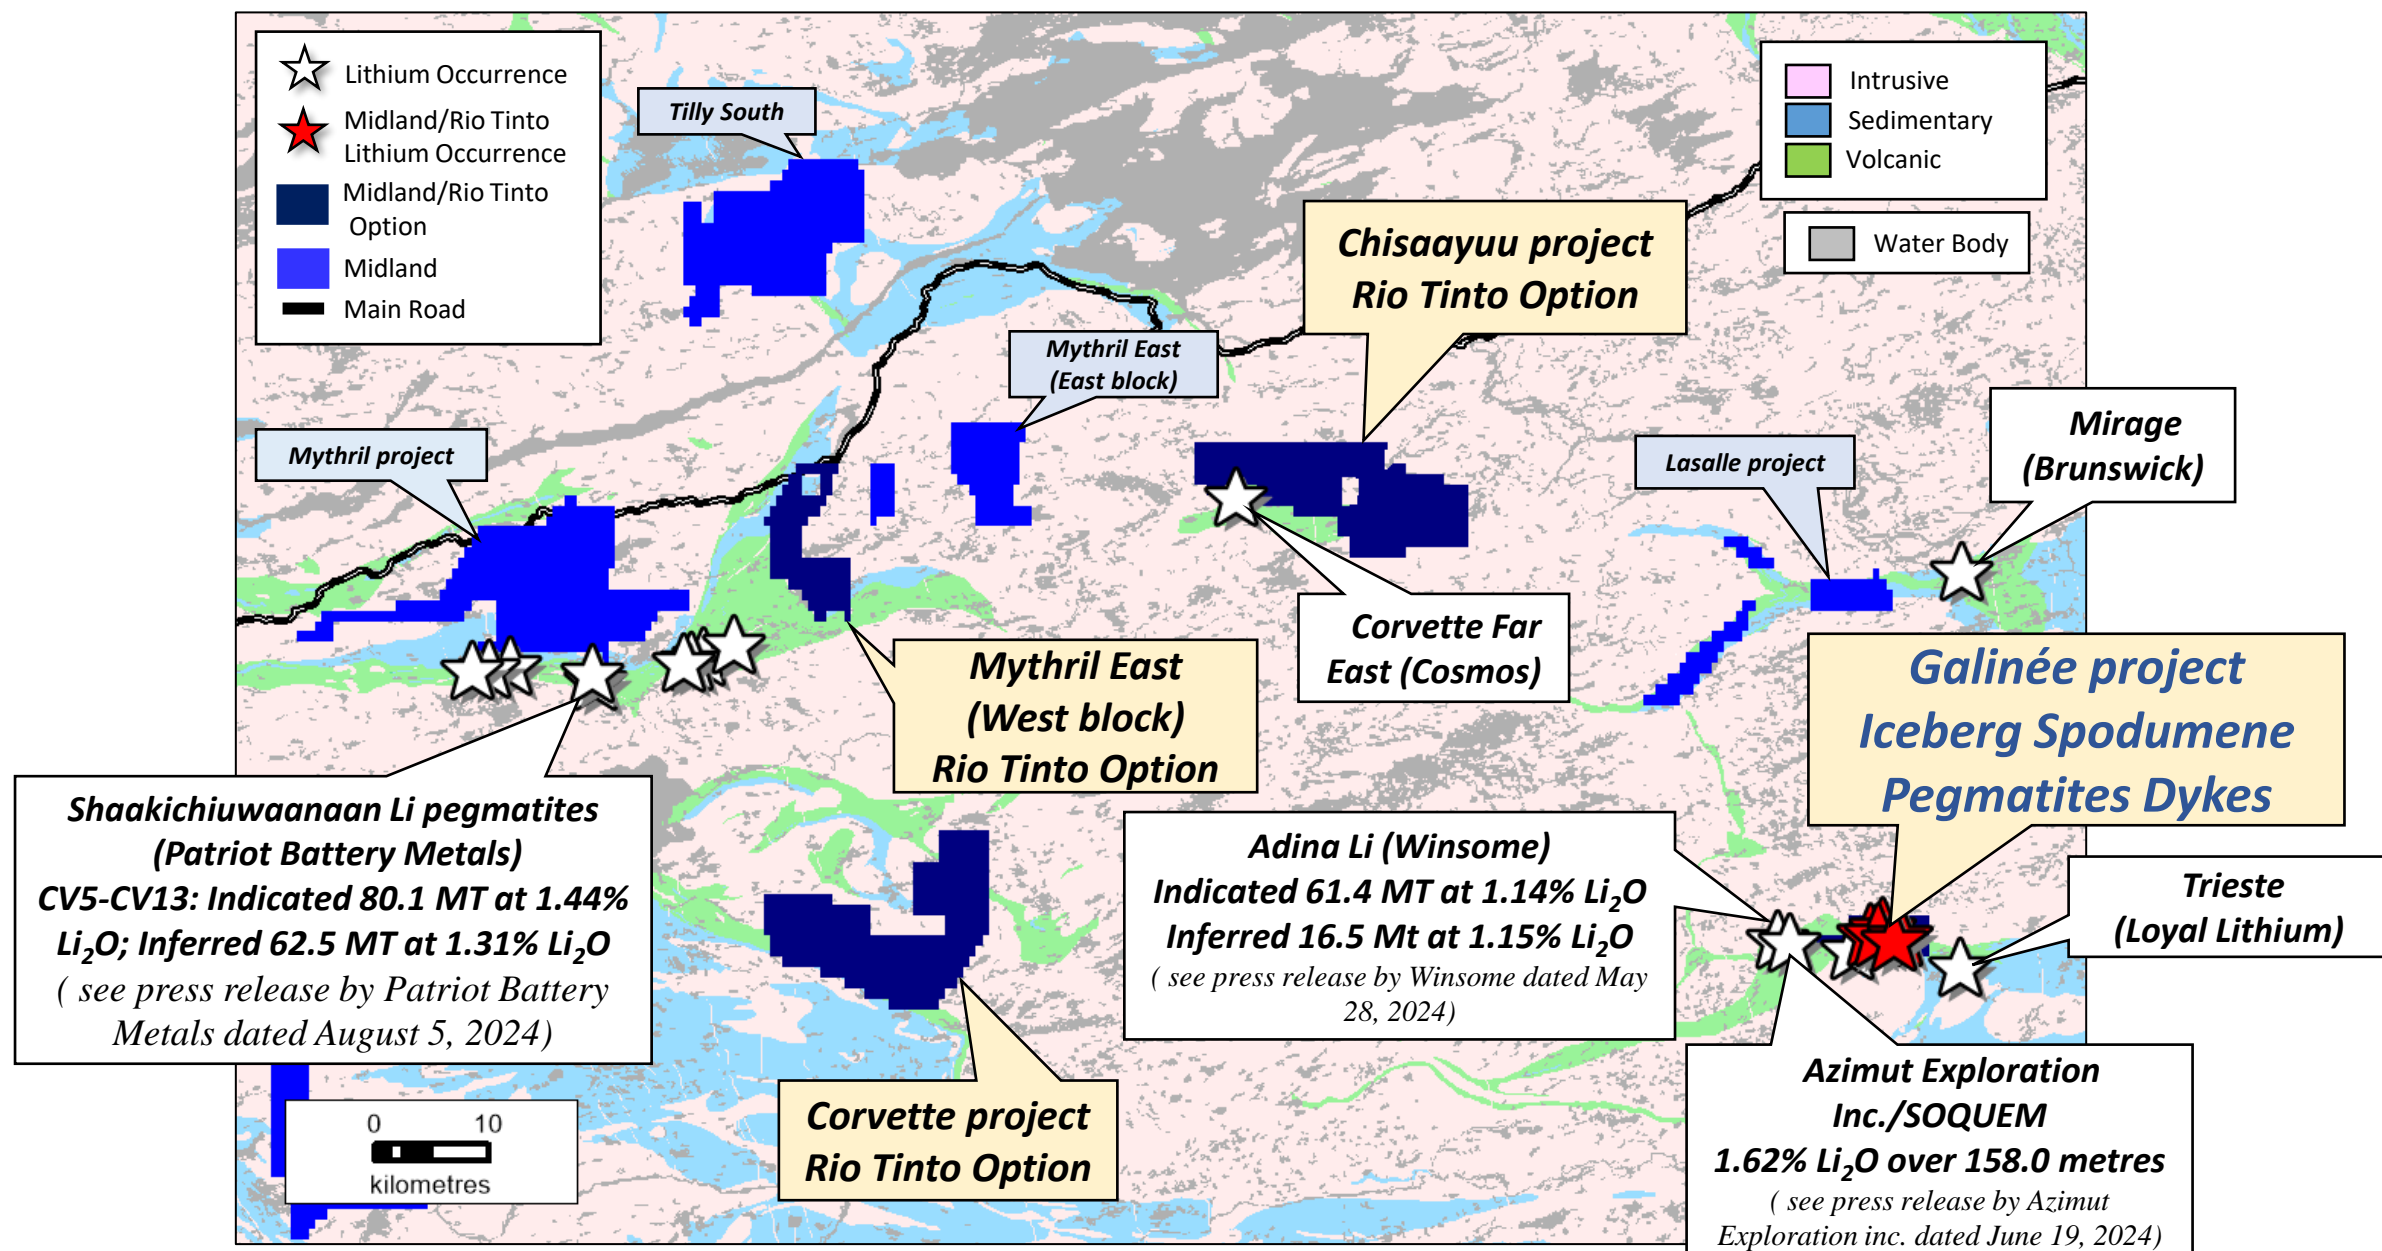 Lithium Occurrence
Midland/Rio Tinto
Lithium Occurrence
Midland/Rio Tinto
Option
Midland
Main Road
Tilly South
Intrusive
Sedimentary
Volcanic
Water Body
Chisaayuu project
Rio Tinto Option
Mythril East
(East block)
Mythril project
Lasalle project
Mirage
(Brunswick)
Corvette Far
East (Cosmos)
Mythril East
(West block)
Rio Tinto Option
Galinée project
Iceberg Spodumene
Pegmatites Dykes
Shaakichiuwaanaan Li pegmatites
(Patriot Battery Metals)
CV5-CV13: Indicated 80.1 MT at 1.44%
Li₂O; Inferred 62.5 MT at 1.31% Li₂O
( see press release by Patriot Battery
Metals dated August 5, 2024)
Adina Li (Winsome)
Indicated 61.4 MT at 1.14% Li₂O
Inferred 16.5 Mt at 1.15% Li₂O
( see press release by Winsome dated May
28, 2024)
Trieste
(Loyal Lithium)
Azimut Exploration
Inc./SOQUEM
1.62% Li₂O over 158.0 metres
( see press release by Azimut
Exploration inc. dated June 19, 2024)
Corvette project
Rio Tinto Option
0 10
kilometres